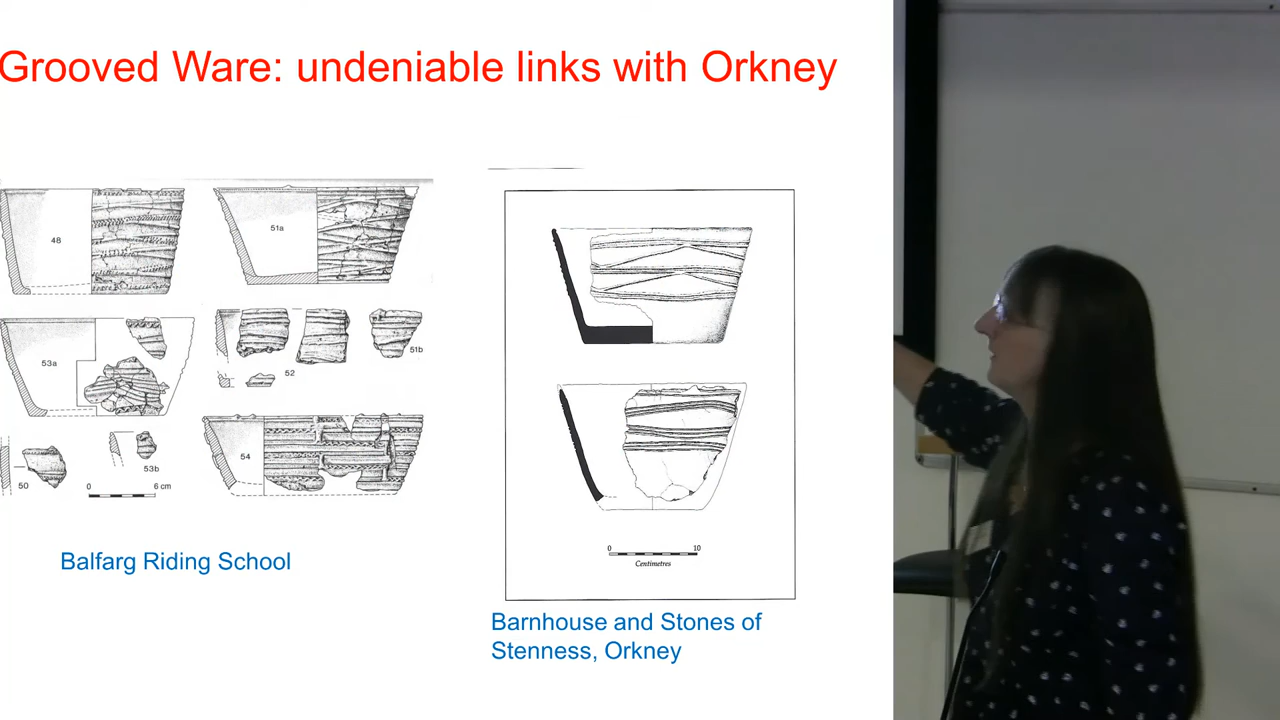 Grooved Ware: undeniable links with Orkney
48
51a
53a
52
51b
50
53b
54
0 6 cm
Balfarg Riding School
0 10
Centimetres
Barnhouse and Stones of
Stenness, Orkney